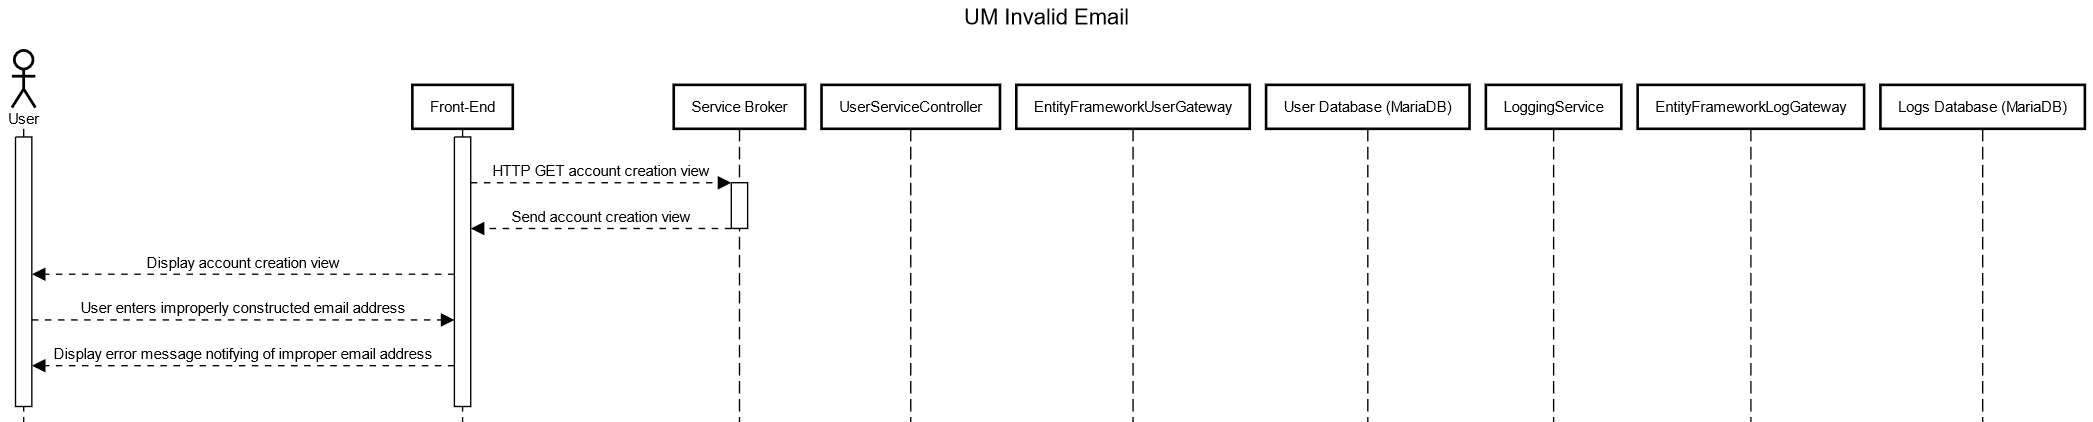 UM Invalid Email
User
Front-End
Service Broker
UserServiceController
EntityFrameworkUserGateway
User Database (MariaDB)
LoggingService
EntityFrameworkLogGateway
Logs Database (MariaDB)
HTTP GET account creation view
Send account creation view
Display account creation view
User enters improperly constructed email address
Display error message notifying of improper email address